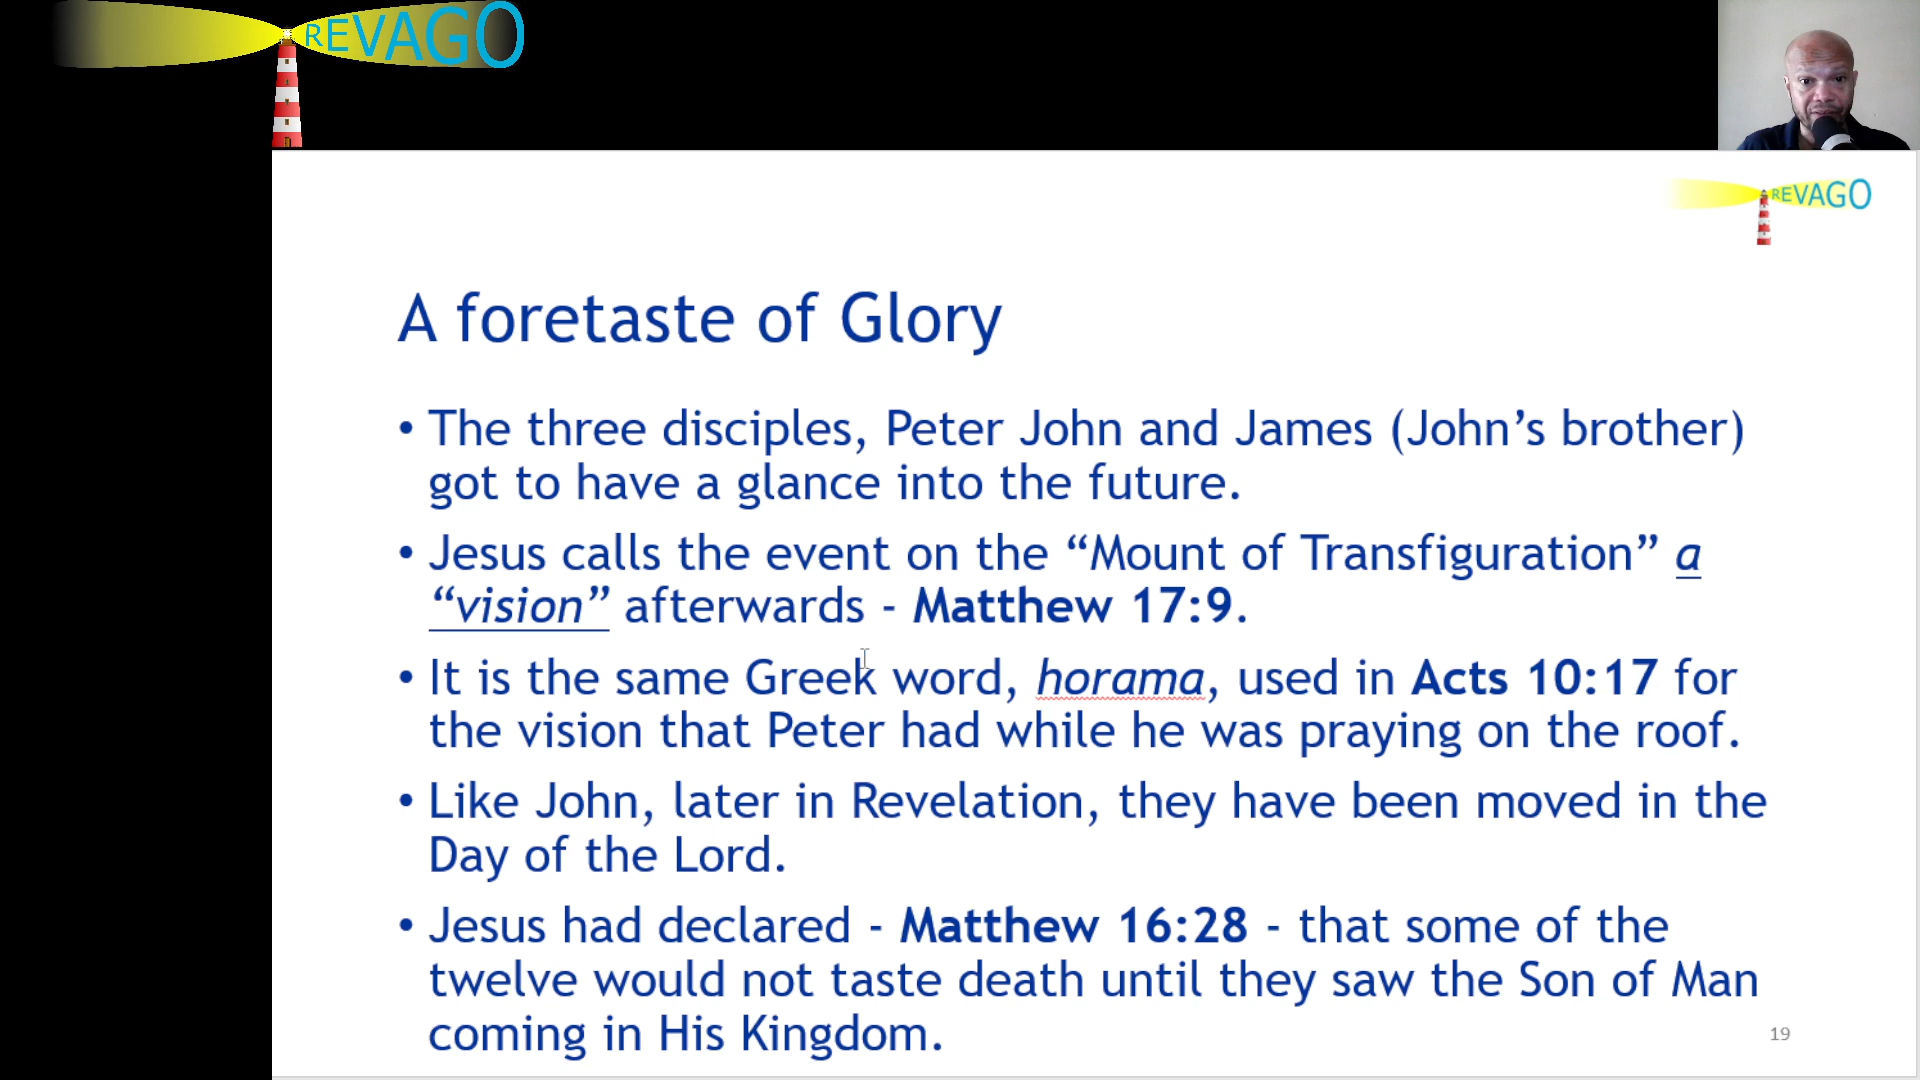 REVAGO
REVAGO
A foretaste of Glory
• The three disciples, Peter John and James (John’s brother)
got to have a glance into the future.
• Jesus calls the event on the “Mount of Transfiguration” a
“vision” afterwards - Matthew 17:9.
• It is the same Greek word, horama, used in Acts 10:17 for
the vision that Peter had while he was praying on the roof.
• Like John, later in Revelation, they have been moved in the
Day of the Lord.
• Jesus had declared - Matthew 16:28 - that some of the
twelve would not taste death until they saw the Son of Man
coming in His Kingdom.
19